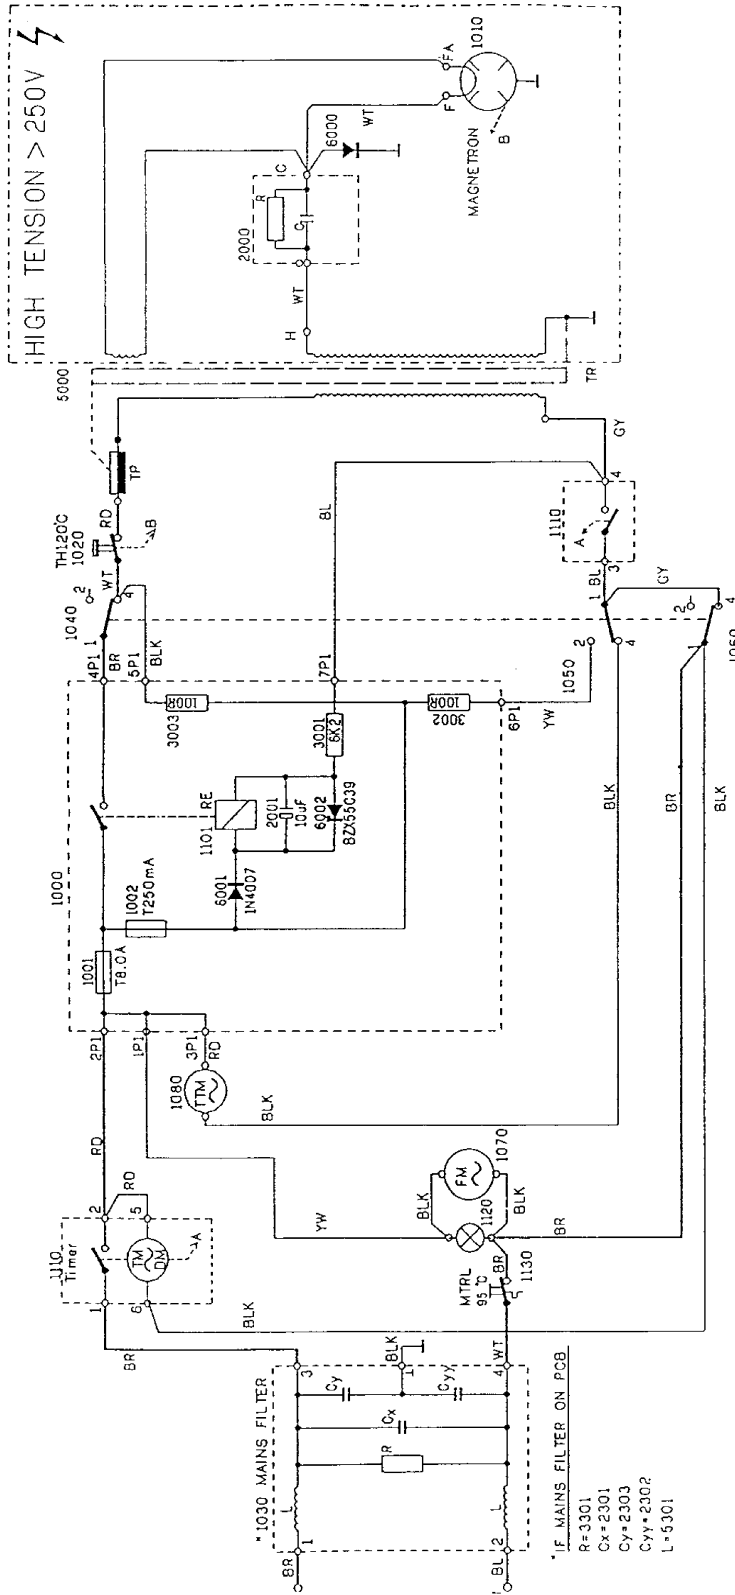 HIGH TENSION > 250V
FA
1010
F
WT
6000
MAGNETRON
B
IC
R
C
2000
WT
H
5000
TR
TP
RD
TH120°C
1020
B
WT
BL
GY
4
1110
A
3
BL
1
GY
2
4
1040
1
2
4
4P1
BR
5P1
BLK
7P1
1050
2
4
1
3003
100R
3001
6K2
3002
100R
6P1
YW
RE
1101
2001
10uF
6002
BZX55C39
6001
1N4007
1000
1002
T250mA
1001
T8.0A
2P1
1P1
3P1
RD
1080
TTM
BLK
BLK
BR
BLK
RD
RD
2
5
1110
Timer
TM
DM
A
1
6
BLK
BR
YW
BLK
FM
1070
BLK
1120
BR
BR
1130
MTRL
95°C
WT
BLK
3
1
4
*1030 MAINS FILTER
Cy
Cyy
Cx
R
L
L
1
2
BR
BL
*IF MAINS FILTER ON PCB
R=3301
Cx=2301
Cy=2303
Cyy=2302
L=5301